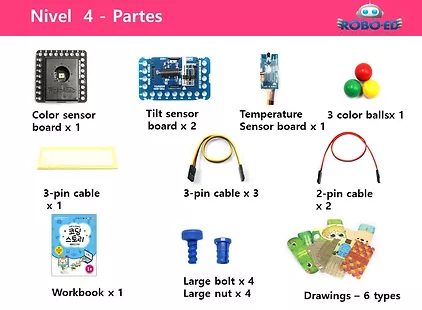 Nivel 4 - Partes
ROBO-ED
Color sensor
board x 1
Tilt sensor
board x 2
Temperature
Sensor board x 1
3 color ballsx 1
3-pin cable
x 1
3-pin cable x 3
2-pin cable
x 2
코딩
스토리
Workbook x 1
Large bolt x 4
Large nut x 4
Drawings – 6 types